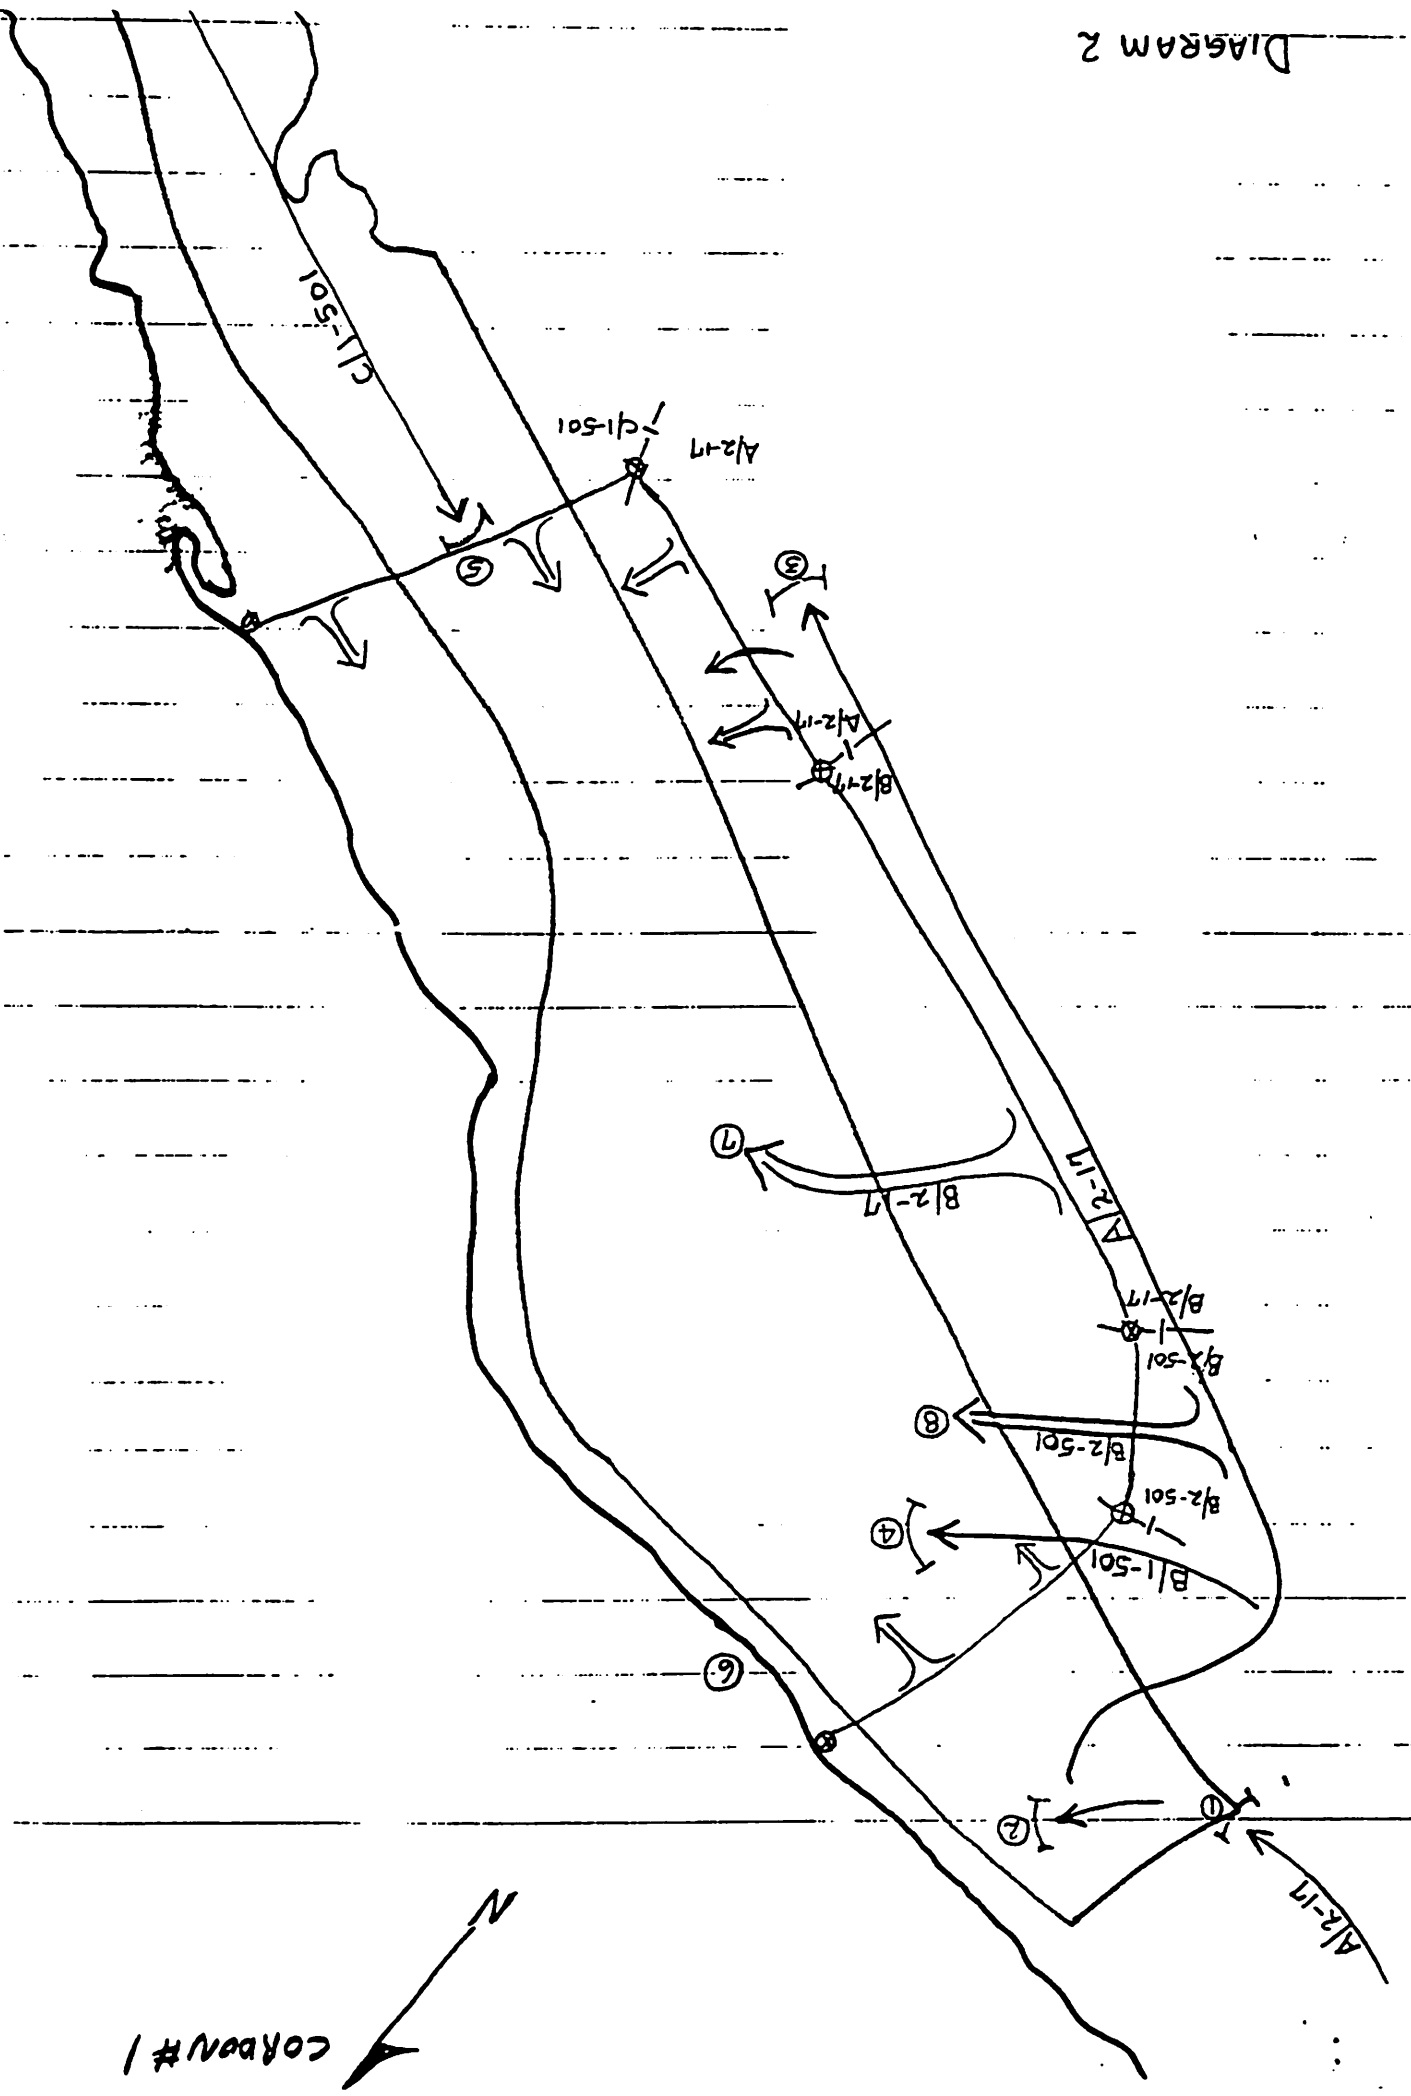 CORDON #1
N
A/2-17
①
②
⑥
B/1-501
④
B/2-501
B/2-501
⑧
B/2-501
B/2-17
A/2-17
B/2-17
⑦
B/2-17
A/2-17
③
⑤
A/2-17
C/1-501
C/1-501
DIAGRAM 2